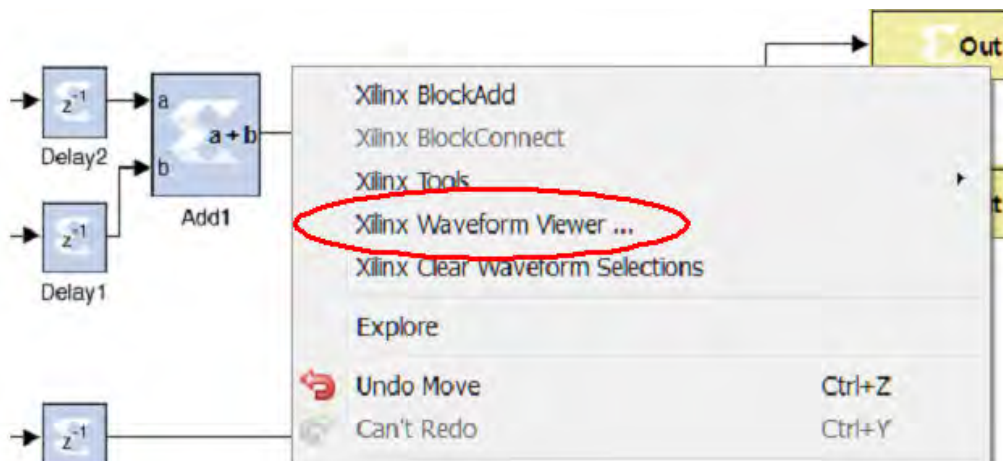 Out
z-1
a
a + b
b
Delay2
z-1
Add1
Delay1
z-1
Xilinx BlockAdd
Xilinx BlockConnect
Xilinx Tools
Xilinx Waveform Viewer ...
Xilinx Clear Waveform Selections
Explore
Undo Move Ctrl+Z
Can't Redo Ctrl+Y
t